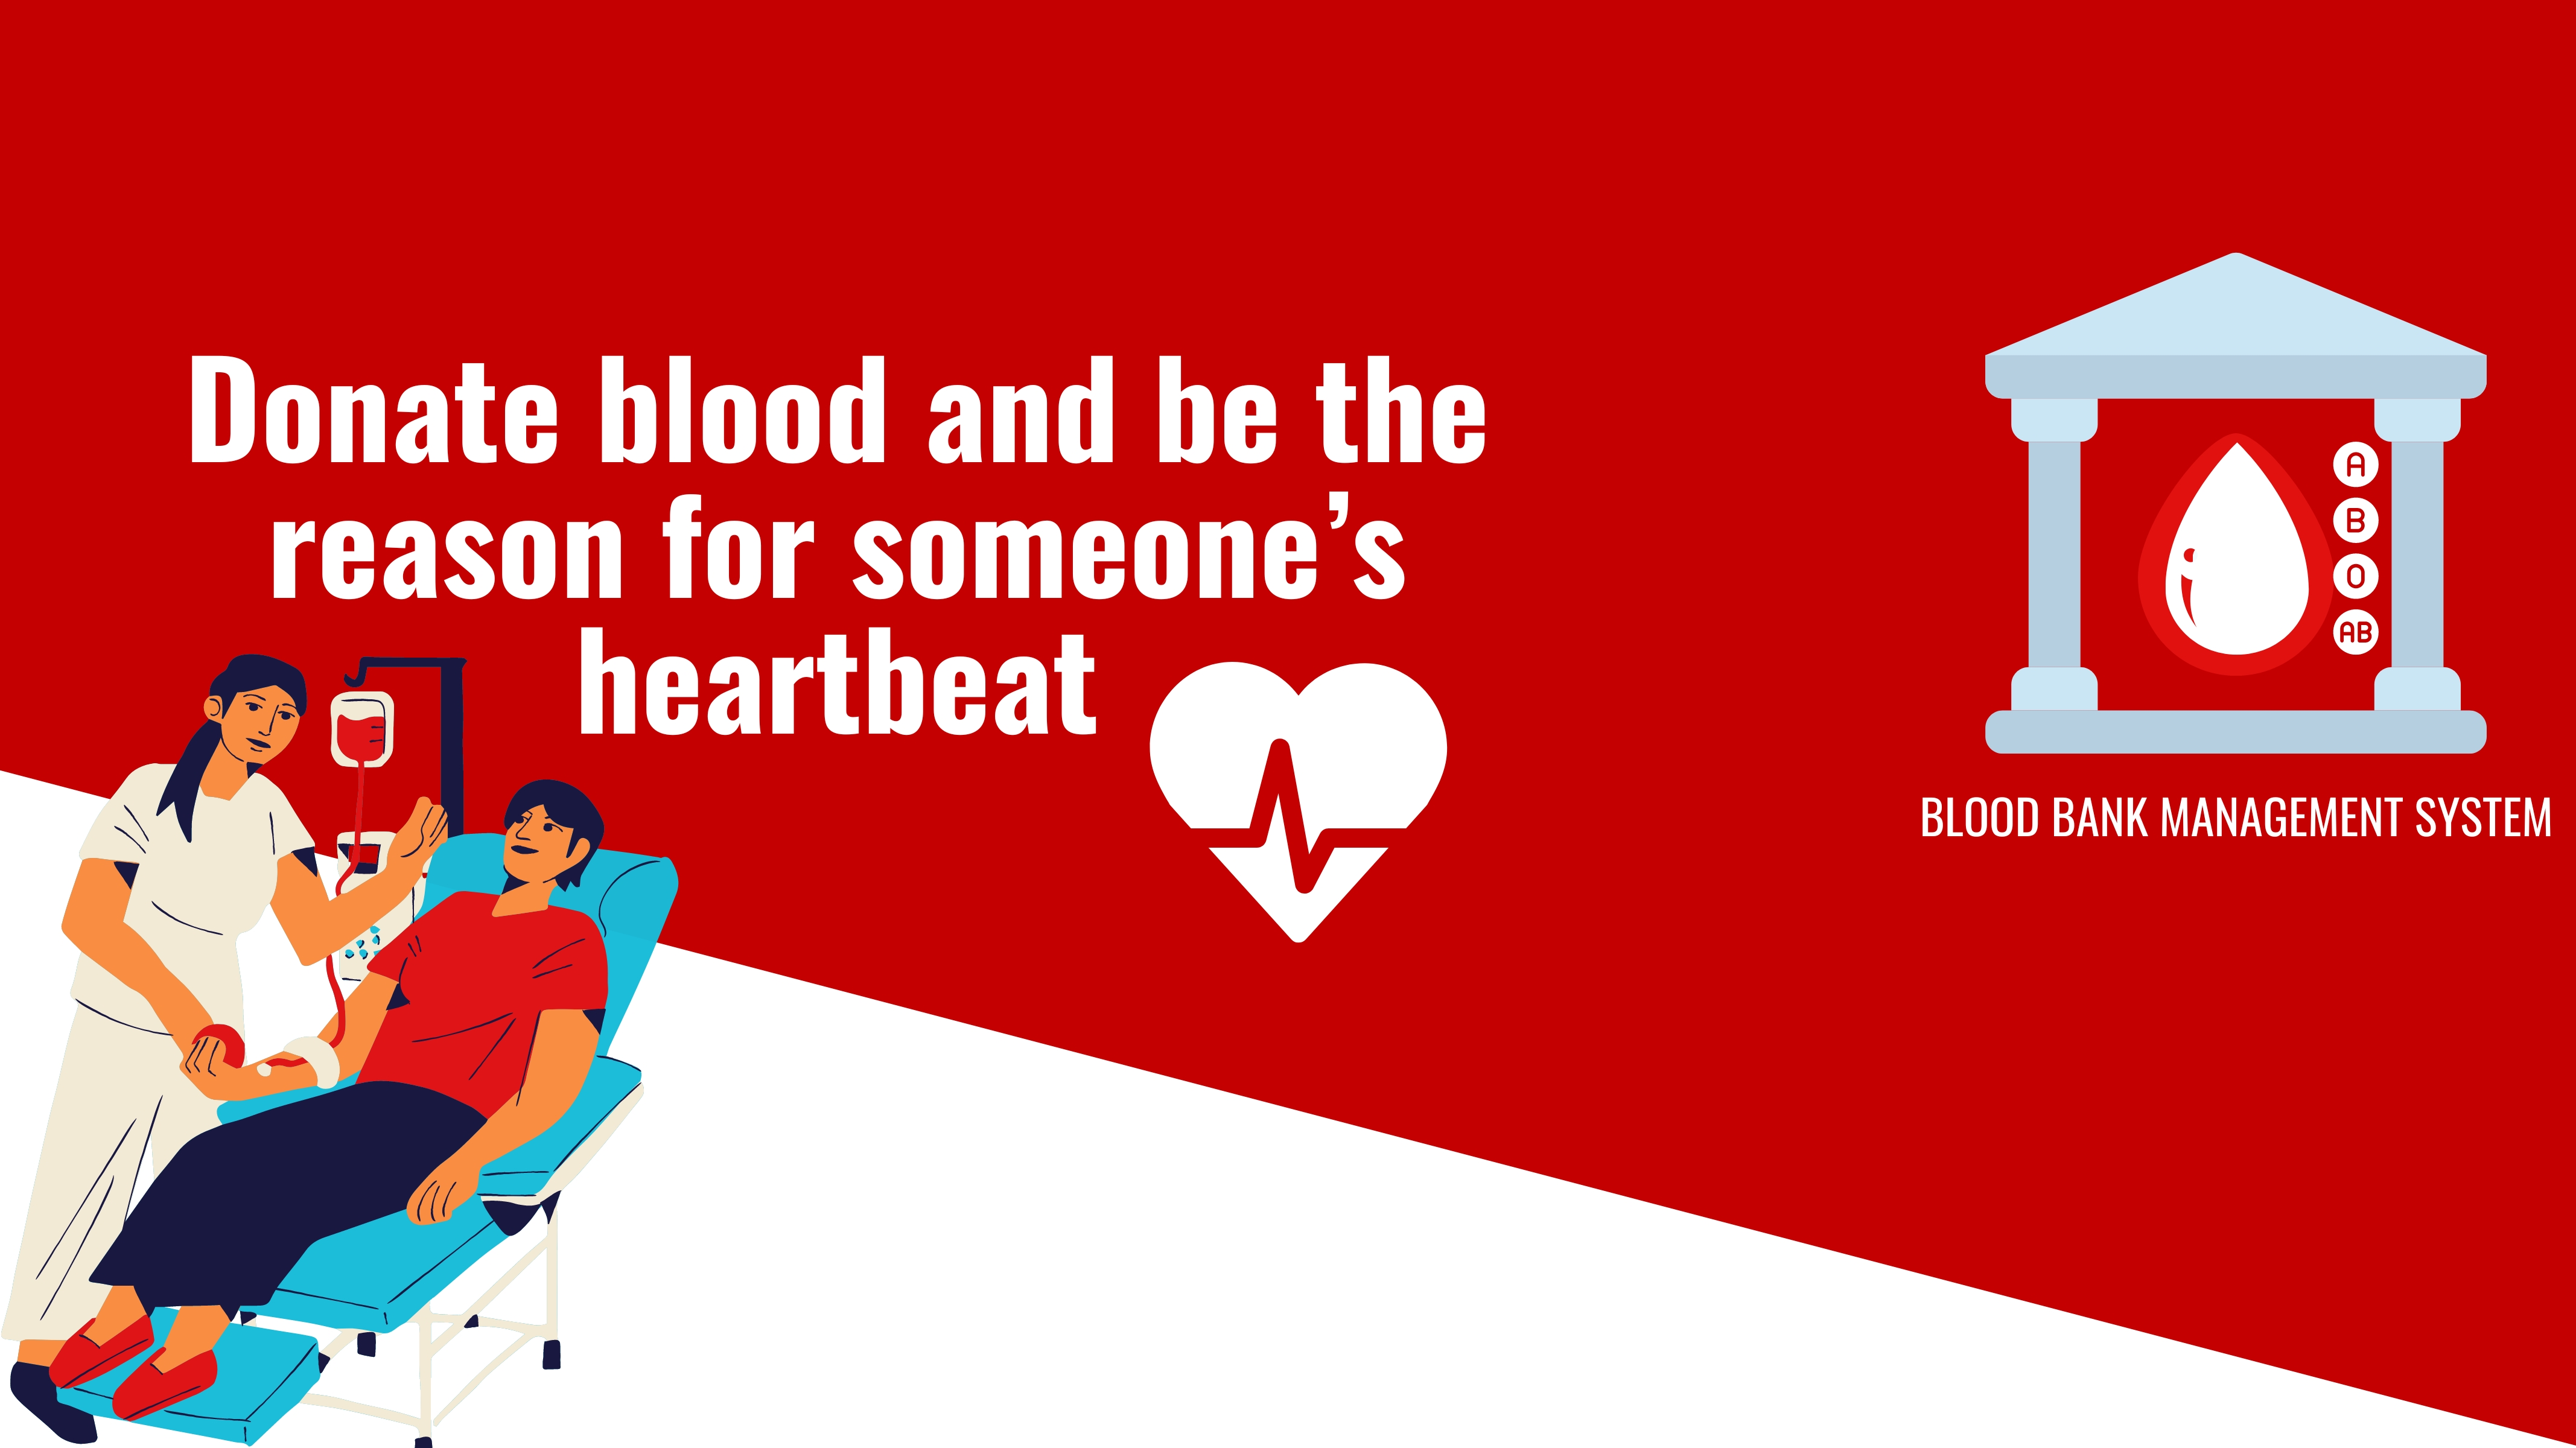 Donate blood and be the
reason for someone’s
heartbeat
A
B
O
AB
BLOOD BANK MANAGEMENT SYSTEM